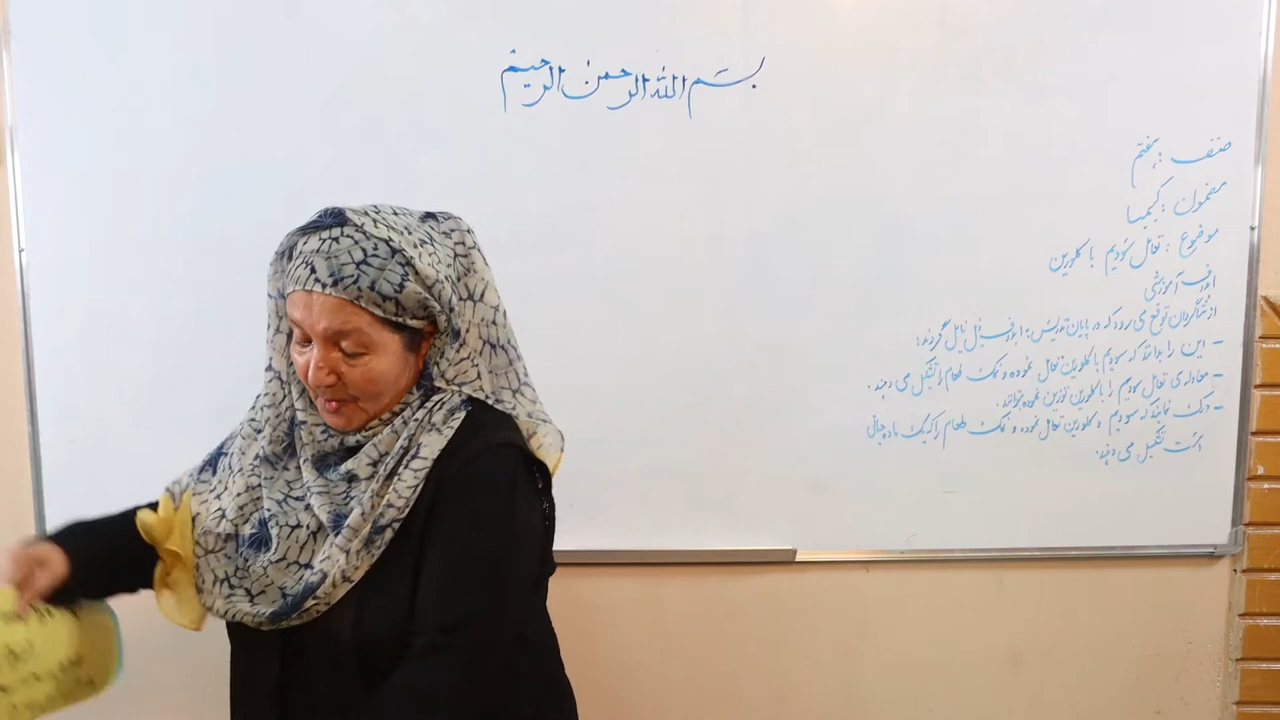 بسم الله الرحمن الرحیم
صنف : هفتم
مضمون : کیمیا
موضوع : تعامل سودیم با کلورین
اهداف آموزشی
از شاگردان توقع می رود که در پایان تدریس به اهداف ذیل نایل گردند :
- این را بدانند که سودیم با کلورین تعامل نموده و نمک طعام را تشکیل می دهند .
- معادله ی تعامل سودیم را با کلورین توزین نموده بتوانند .
- درک نمایند که سودیم و کلورین تعامل نموده و نمک طعام را که یک ماده حیاتی
است تشکیل می دهند .